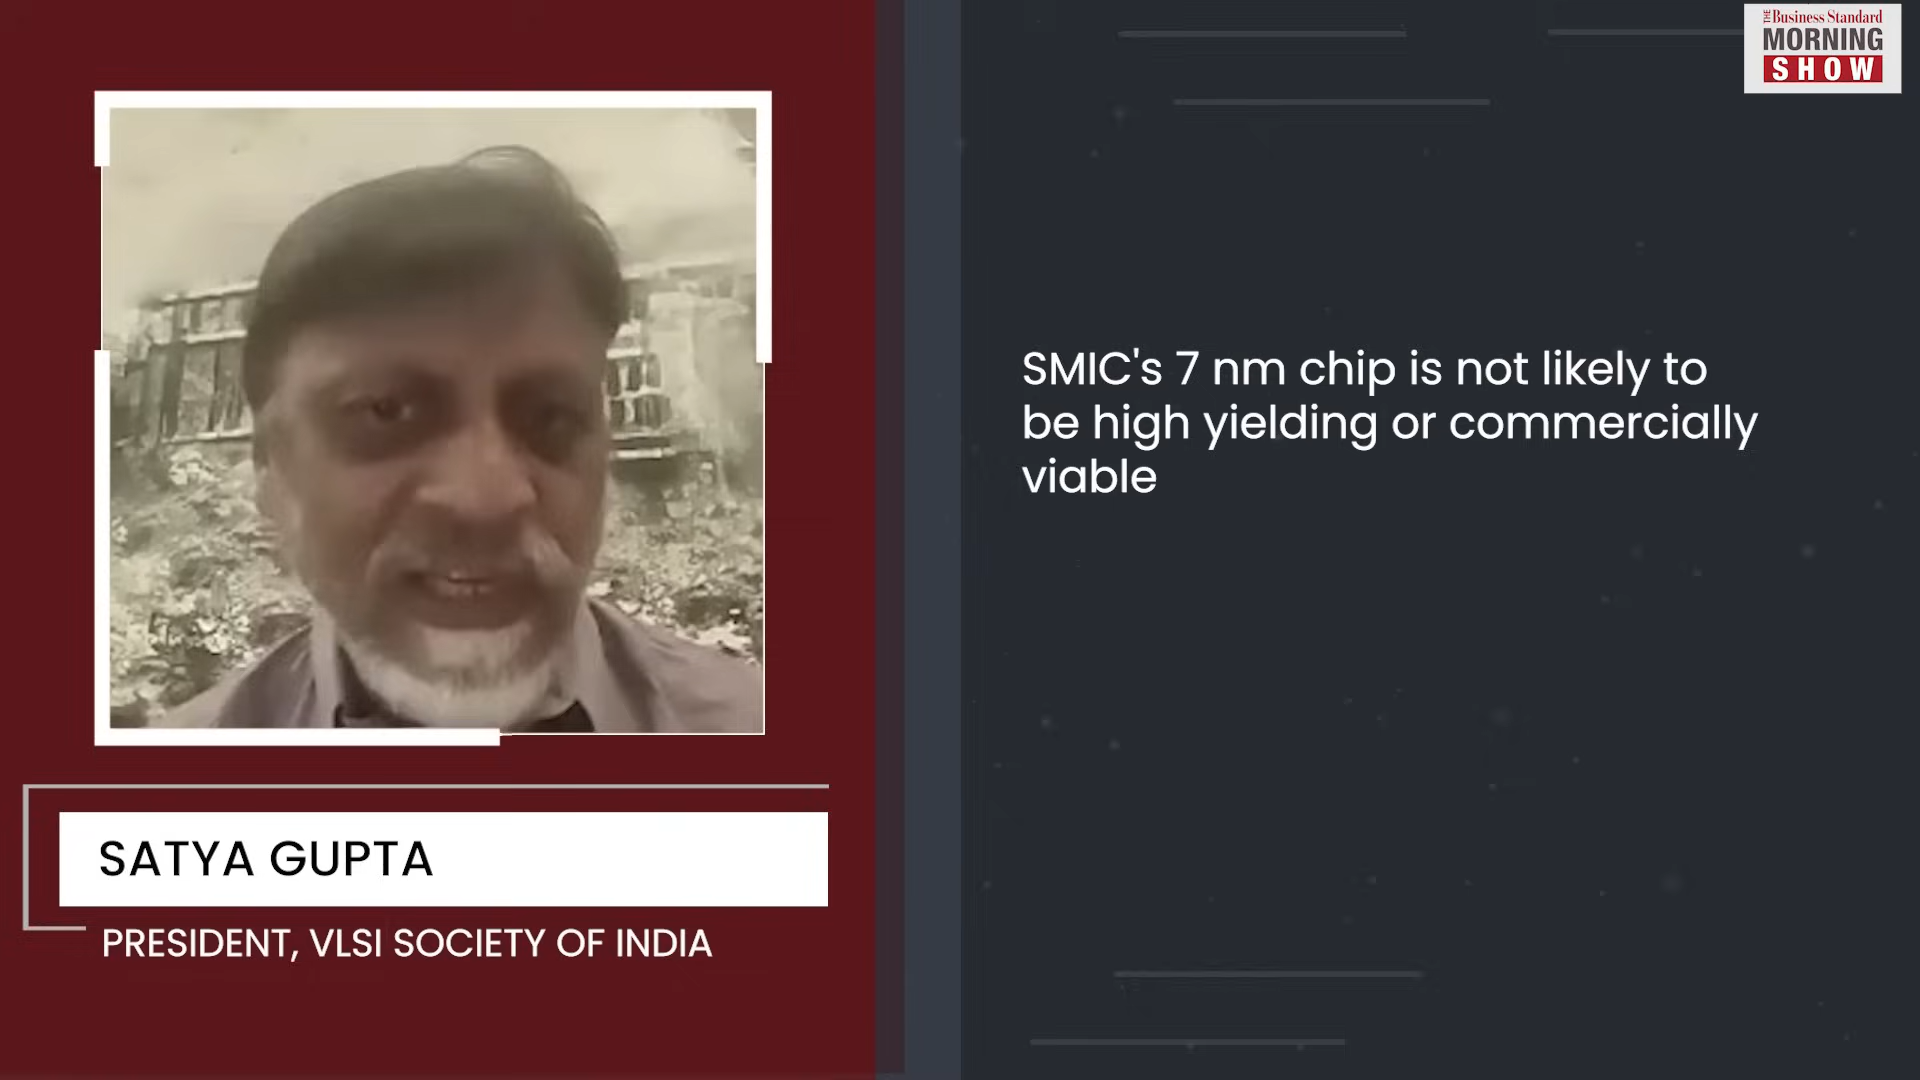 THE Business Standard
MORNING
SHOW
SMIC's 7 nm chip is not likely to
be high yielding or commercially
viable
SATYA GUPTA
PRESIDENT, VLSI SOCIETY OF INDIA